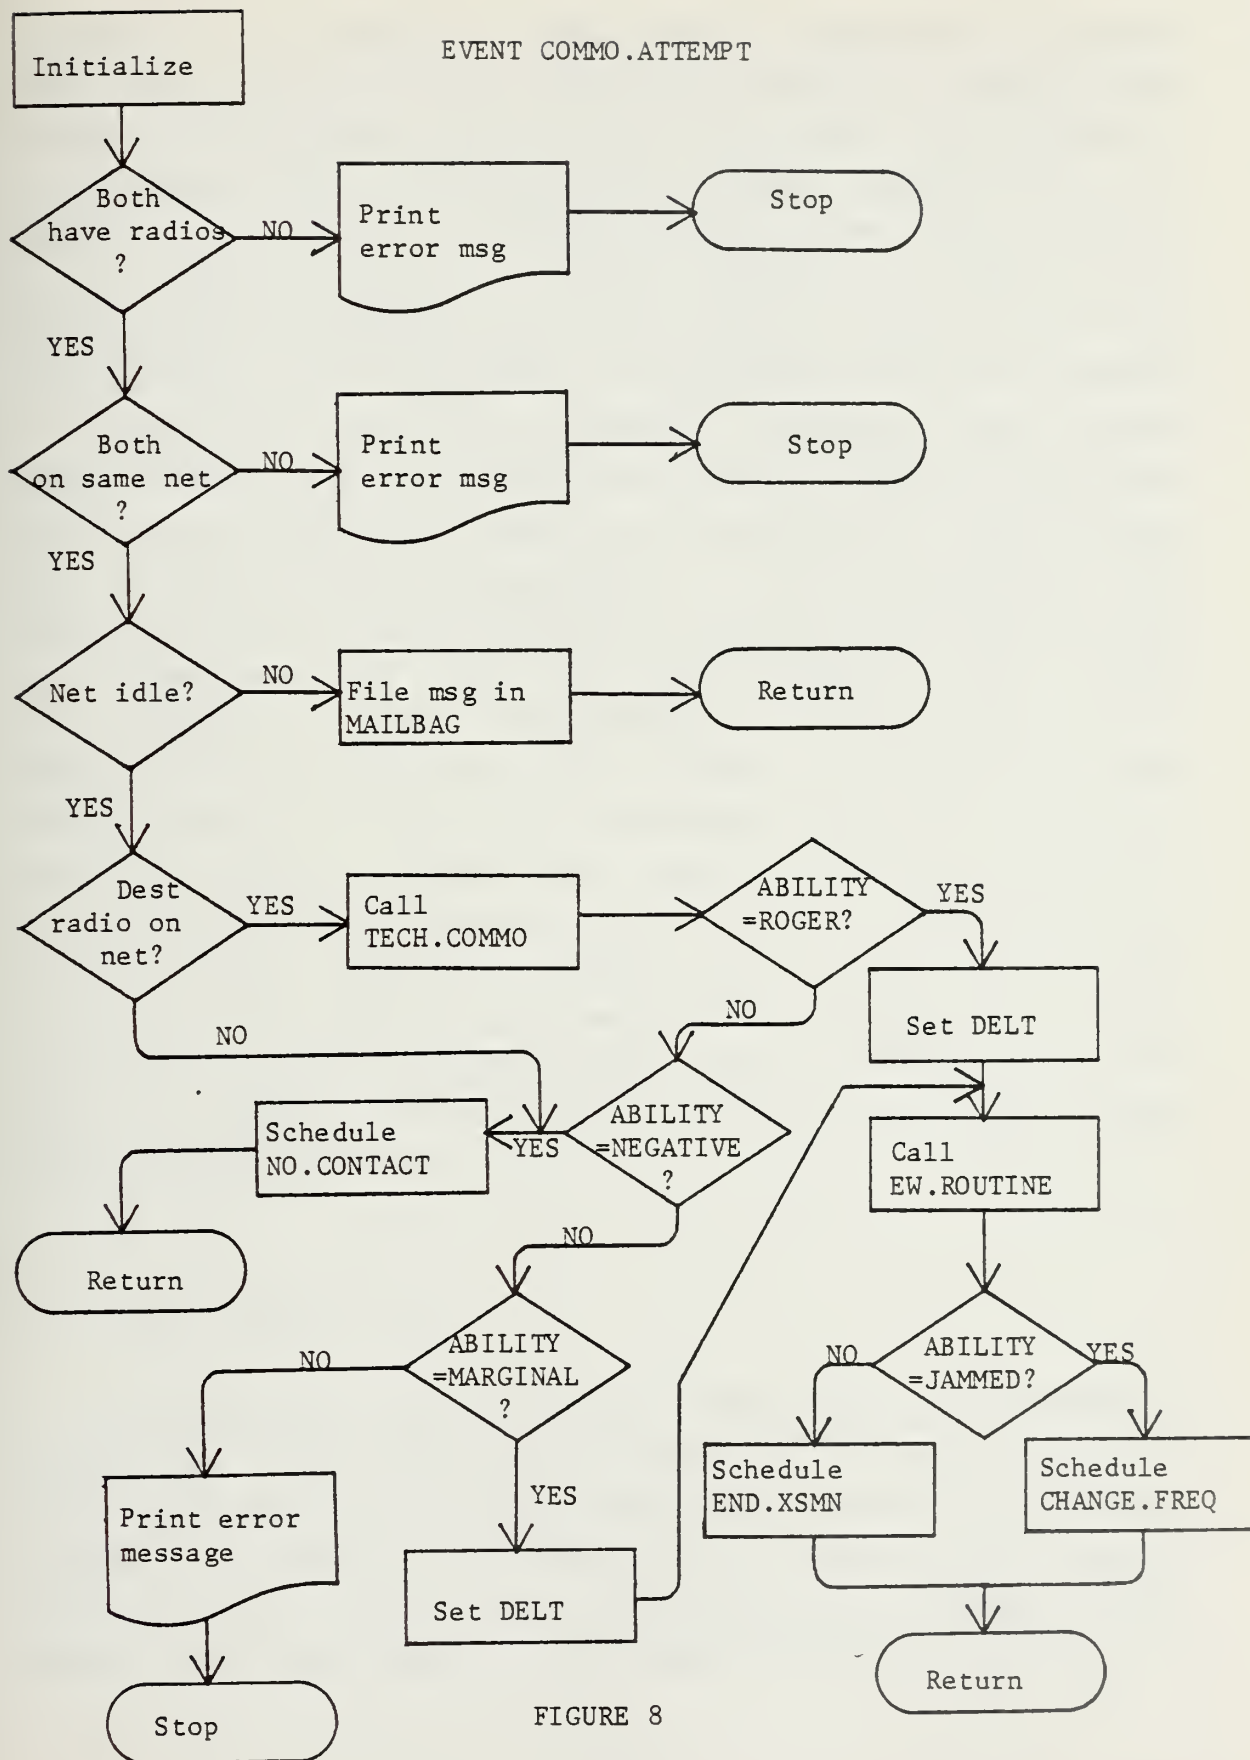 EVENT COMMO.ATTEMPT
Initialize
Both
have radios
?
NO
Print
error msg
Stop
YES
Both
on same net
?
NO
Print
error msg
Stop
YES
Net idle?
NO
File msg in
MAILBAG
Return
YES
Dest
radio on
net?
YES
Call
TECH.COMMO
ABILITY
=ROGER?
YES
Set DELT
NO
NO
ABILITY
=NEGATIVE
?
YES
Schedule
NO.CONTACT
Return
Call
EW.ROUTINE
NO
ABILITY
=MARGINAL
?
NO
Print error
message
Stop
YES
Set DELT
ABILITY
=JAMMED?
NO
YES
Schedule
END.XSMN
Schedule
CHANGE.FREQ
Return
FIGURE 8